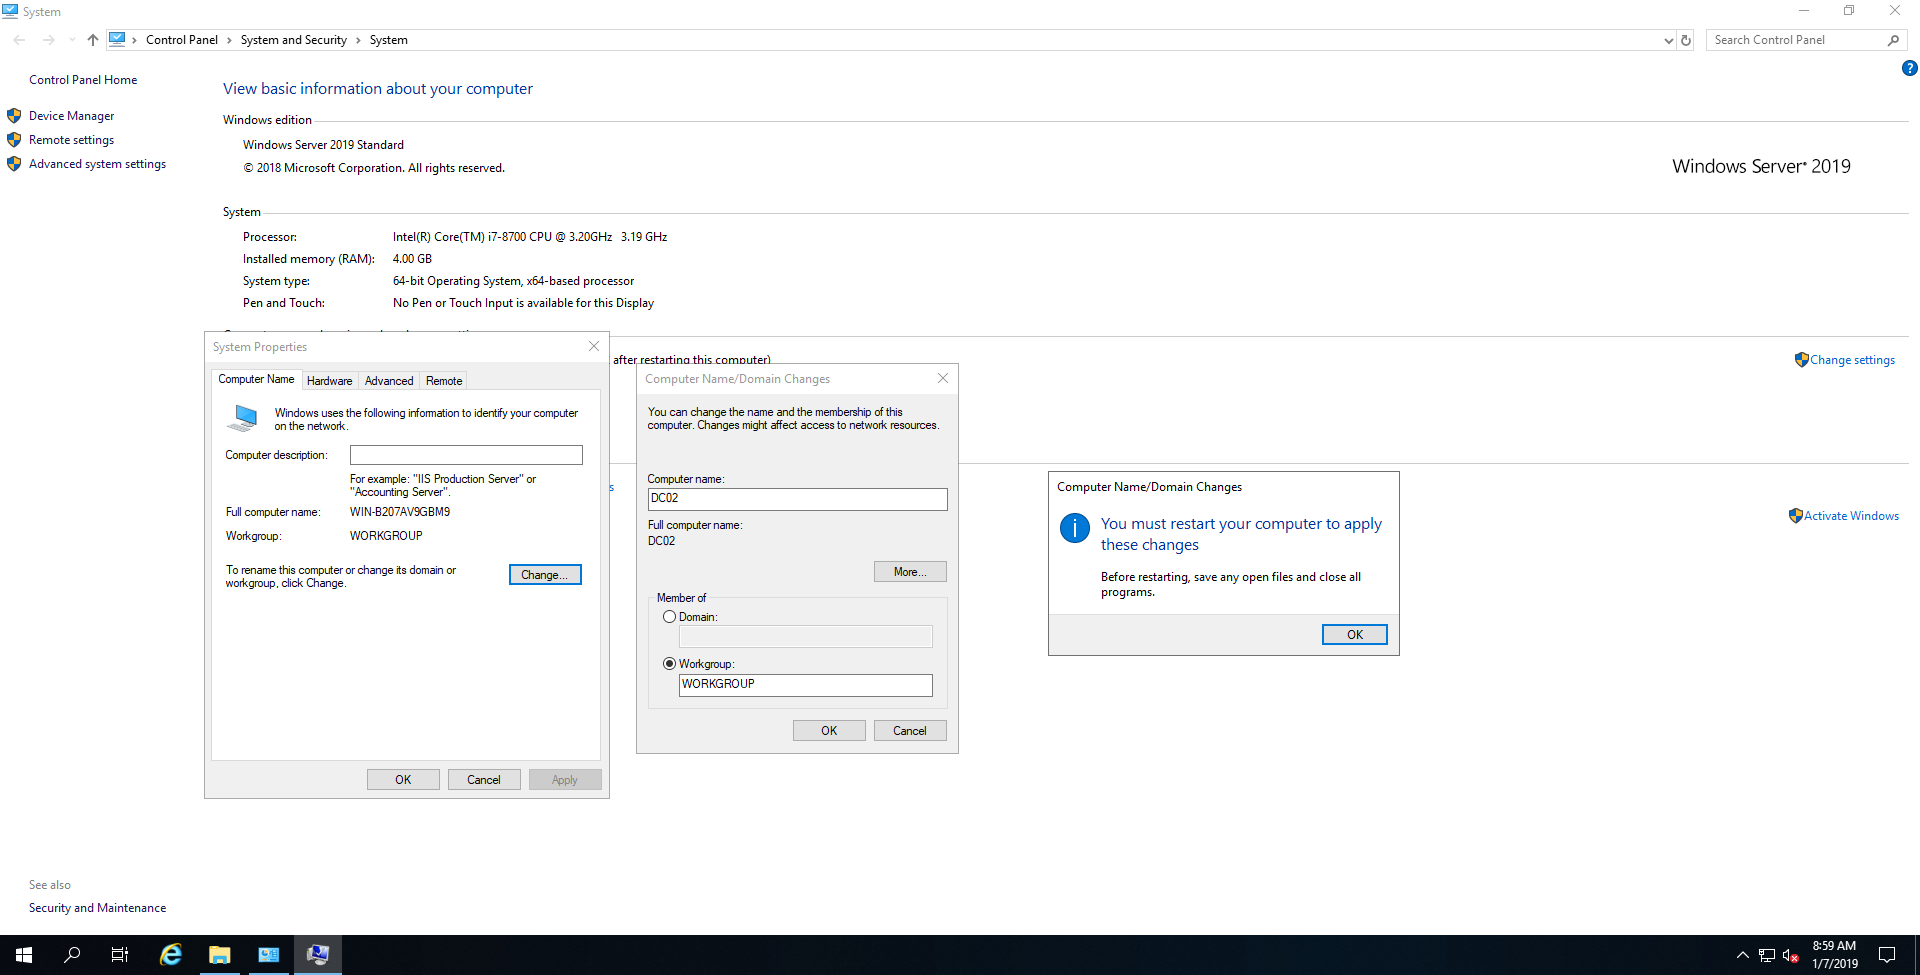 System
Control Panel > System and Security > System
Search Control Panel
Control Panel Home
Device Manager
Remote settings
Advanced system settings
View basic information about your computer
Windows edition
Windows Server 2019 Standard
© 2018 Microsoft Corporation. All rights reserved.
Windows Server® 2019
System
Processor: Intel(R) Core(TM) i7-8700 CPU @ 3.20GHz 3.19 GHz
Installed memory (RAM): 4.00 GB
System type: 64-bit Operating System, x64-based processor
Pen and Touch: No Pen or Touch Input is available for this Display
after restarting this computer)
Change settings
Activate Windows
System Properties
Computer Name
Hardware
Advanced
Remote
Windows uses the following information to identify your computer
on the network.
Computer description:
For example: "IIS Production Server" or
"Accounting Server".
Full computer name: WIN-B207AV9GBM9
Workgroup: WORKGROUP
To rename this computer or change its domain or
workgroup, click Change.
Change...
OK
Cancel
Apply
Computer Name/Domain Changes
You can change the name and the membership of this
computer. Changes might affect access to network resources.
Computer name:
DC02
Full computer name:
DC02
More...
Member of
Domain:
Workgroup:
WORKGROUP
OK
Cancel
Computer Name/Domain Changes
You must restart your computer to apply
these changes
Before restarting, save any open files and close all
programs.
OK
See also
Security and Maintenance
8:59 AM
1/7/2019